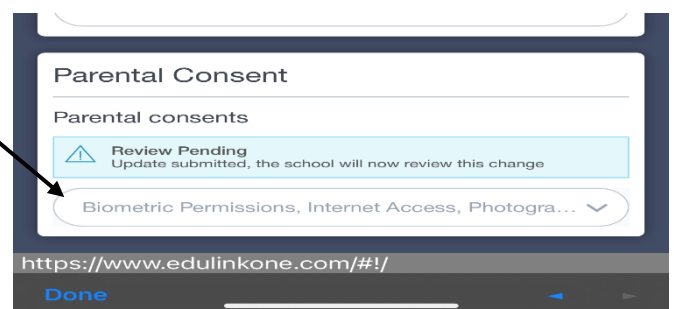 Parental Consent
Parental consents
Review Pending
Update submitted, the school will now review this change
Biometric Permissions, Internet Access, Photogra...
https://www.edulinkone.com/#!/
Done